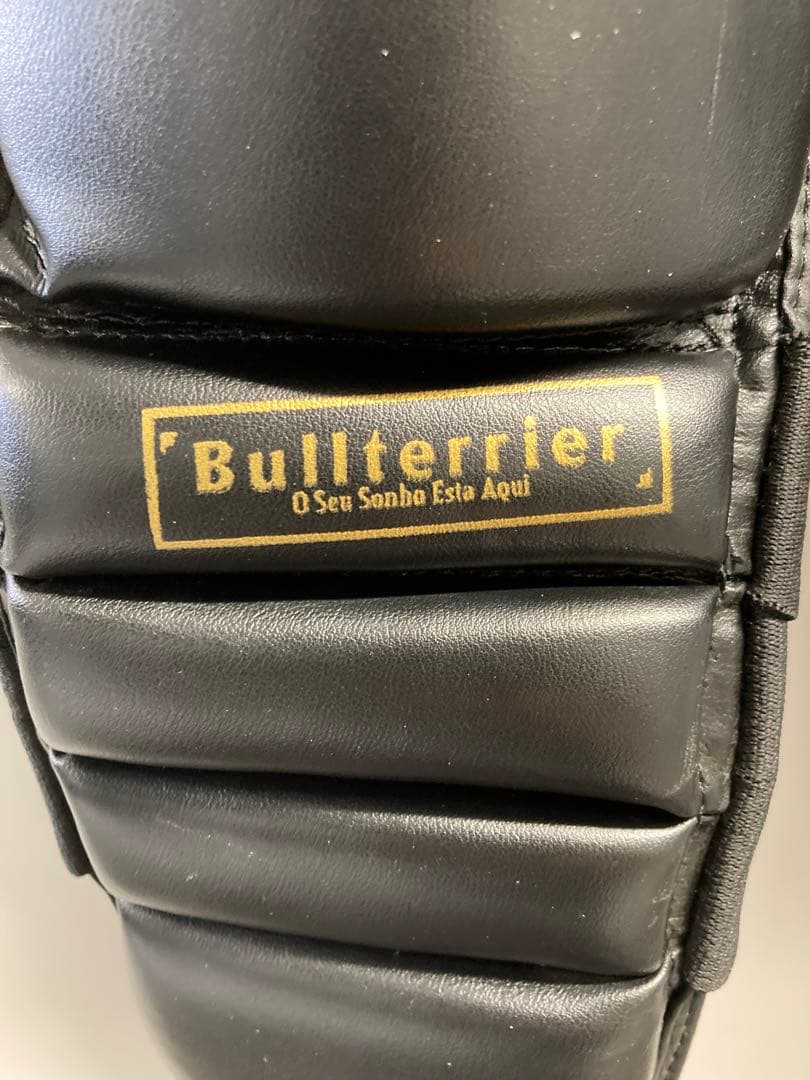 Bullterrier
O Seu Sonho Esta Aqui